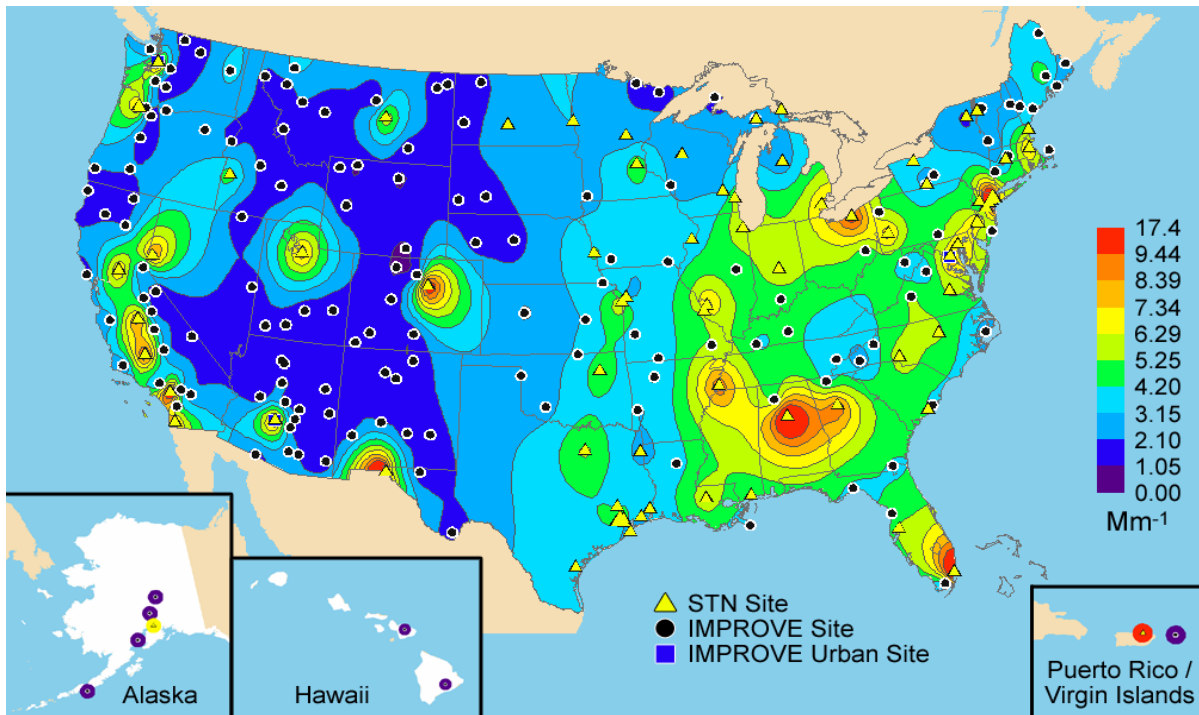 17.4
9.44
8.39
7.34
6.29
5.25
4.20
3.15
2.10
1.05
0.00
Mm-1
STN Site
IMPROVE Site
IMPROVE Urban Site
Alaska
Hawaii
Puerto Rico /
Virgin Islands